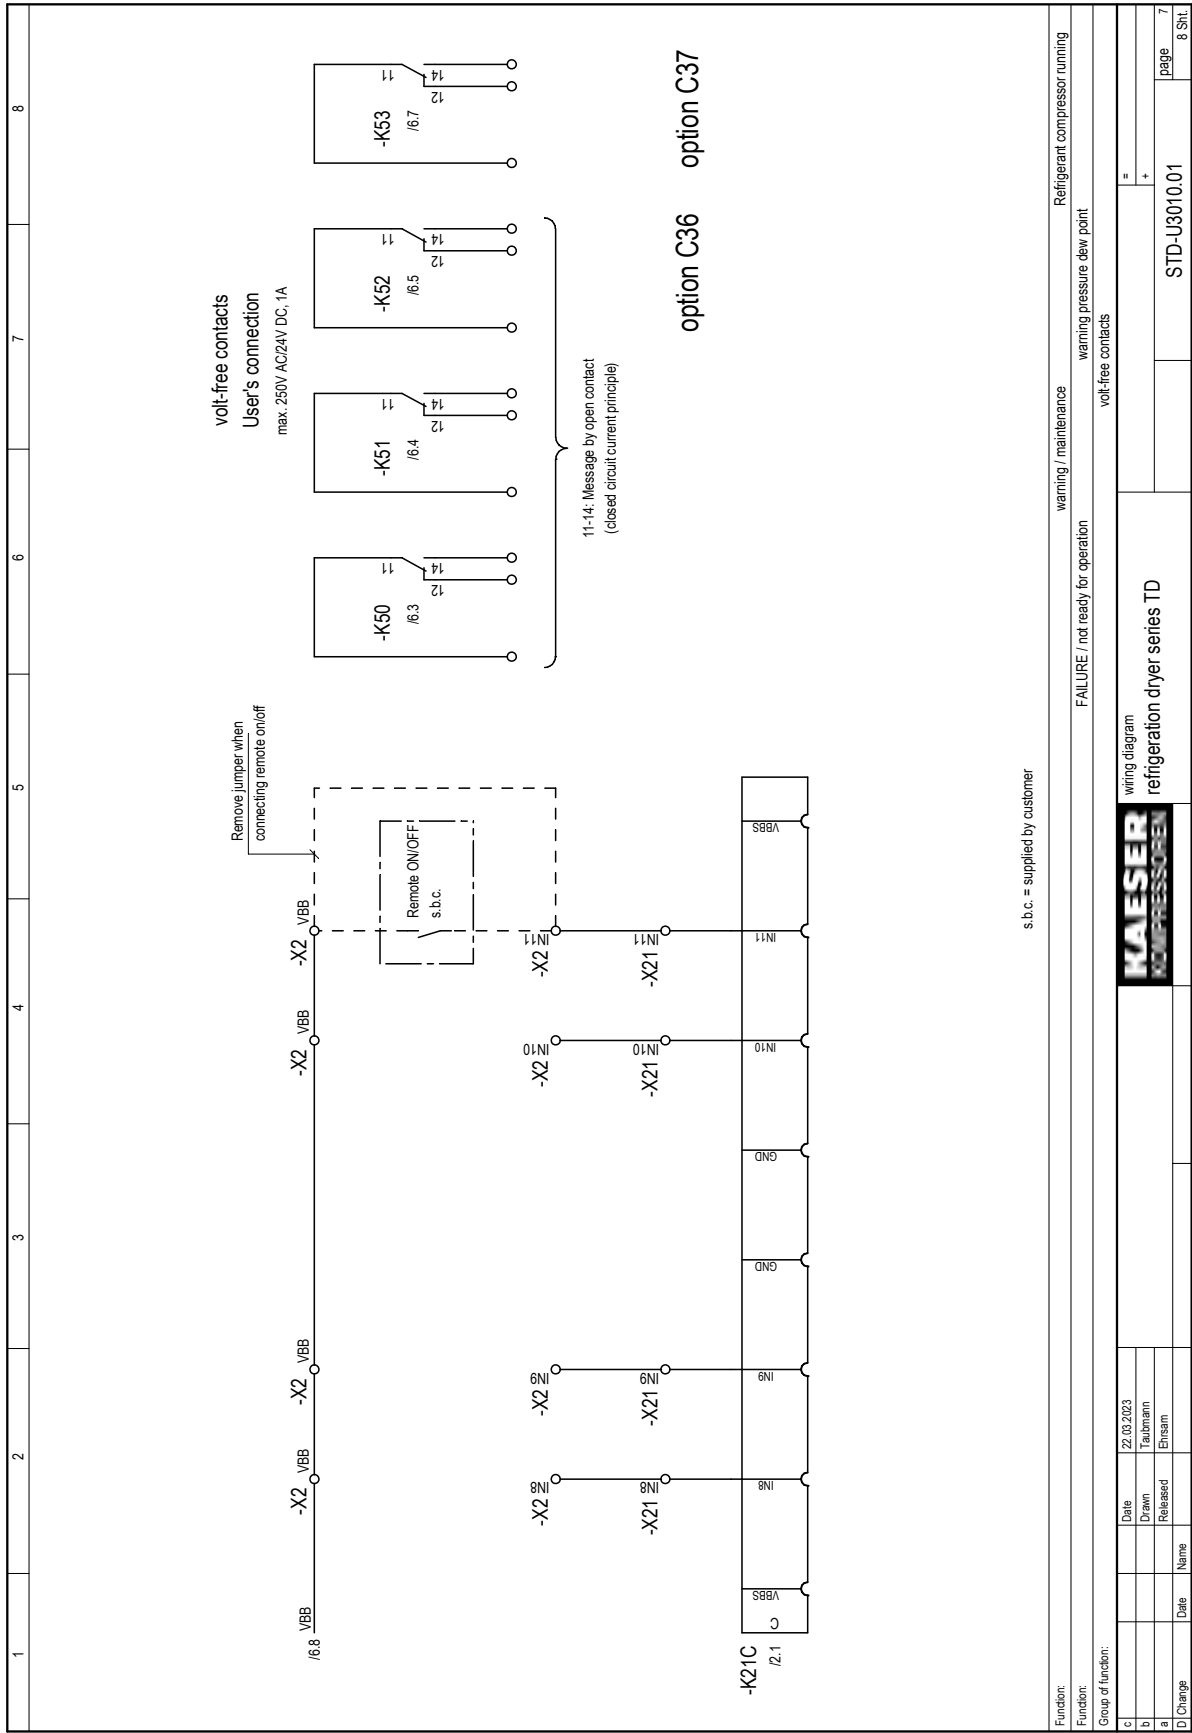 1 2 3 4 5 6 7 8
volt-free contacts
User's connection
max. 250V AC/24V DC, 1A
Remove jumper when
connecting remote on/off
/6.8 VBB
-X2 VBB
-X2 VBB
-X2 VBB
-X2 VBB
Remote ON/OFF
s.b.c.
-K50
/6.3
11
12
14
-K51
/6.4
11
12
14
-K52
/6.5
11
12
14
-K53
/6.7
11
12
14
11-14: Message by open contact
(closed circuit current principle)
option C36
option C37
-X2 IN8
-X2 IN9
-X2 IN10
-X2 IN11
-X21 IN8
-X21 IN9
-X21 IN10
-X21 IN11
-K21C
/2.1
C
VBBS
IN8
IN9
GND
GND
IN10
IN11
VBBS
s.b.c. = supplied by customer
Function: warning / maintenance Refrigerant compressor running
Function: FAILURE / not ready for operation warning pressure dew point
Group of function: volt-free contacts
c Date 22.03.2023
b Drawn Taubmann
a Released Ehrsam
D Change Date Name
KAESER
KOMPRESSOREN
wiring diagram
refrigeration dryer series TD
=
+
STD-U3010.01
page 7
8 Sht.